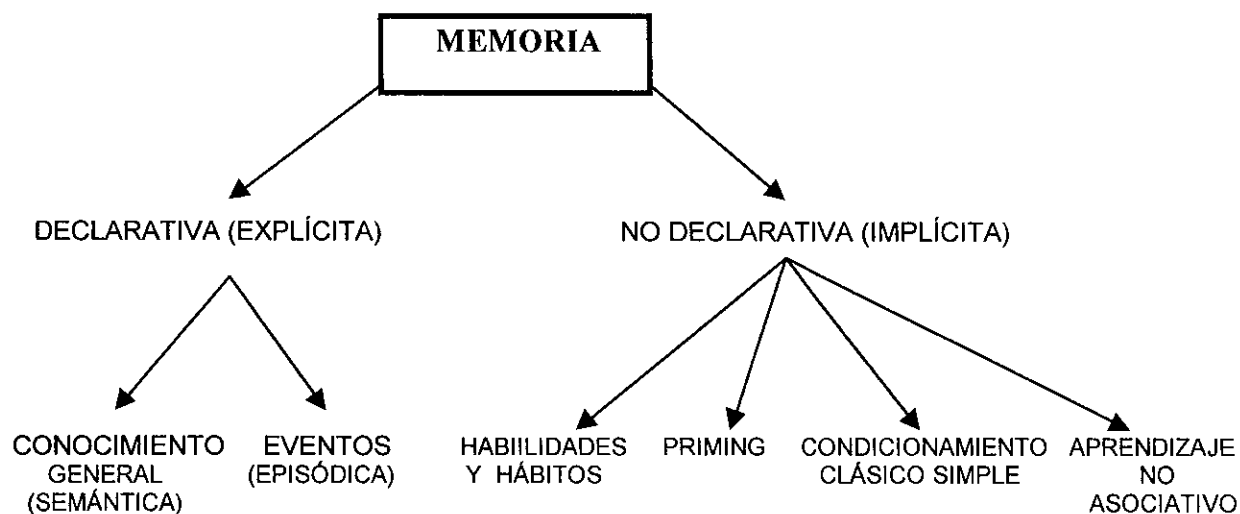 MEMORIA
DECLARATIVA (EXPLÍCITA)
NO DECLARATIVA (IMPLÍCITA)
CONOCIMIENTO
GENERAL
(SEMÁNTICA)
EVENTOS
(EPISÓDICA)
HABIILIDADES
Y HÁBITOS
PRIMING
CONDICIONAMIENTO
CLÁSICO SIMPLE
APRENDIZAJE
NO
ASOCIATIVO